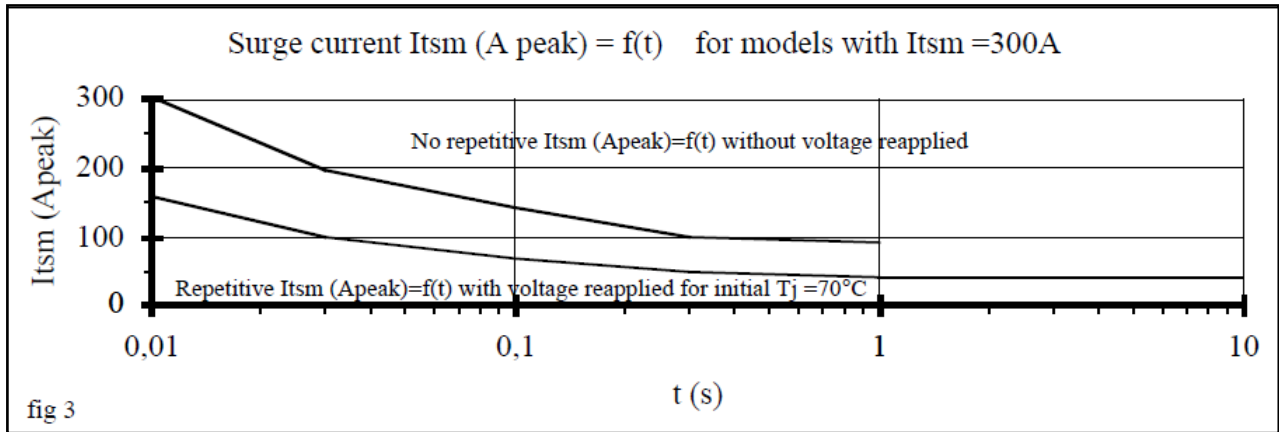 Surge current Itsm (A peak) = f(t) for models with Itsm =300A
Itsm (Apeak)
300
200
100
0
No repetitive Itsm (Apeak)=f(t) without voltage reapplied
Repetitive Itsm (Apeak)=f(t) with voltage reapplied for initial Tj =70°C
0,01
0,1
1
10
t (s)
fig 3